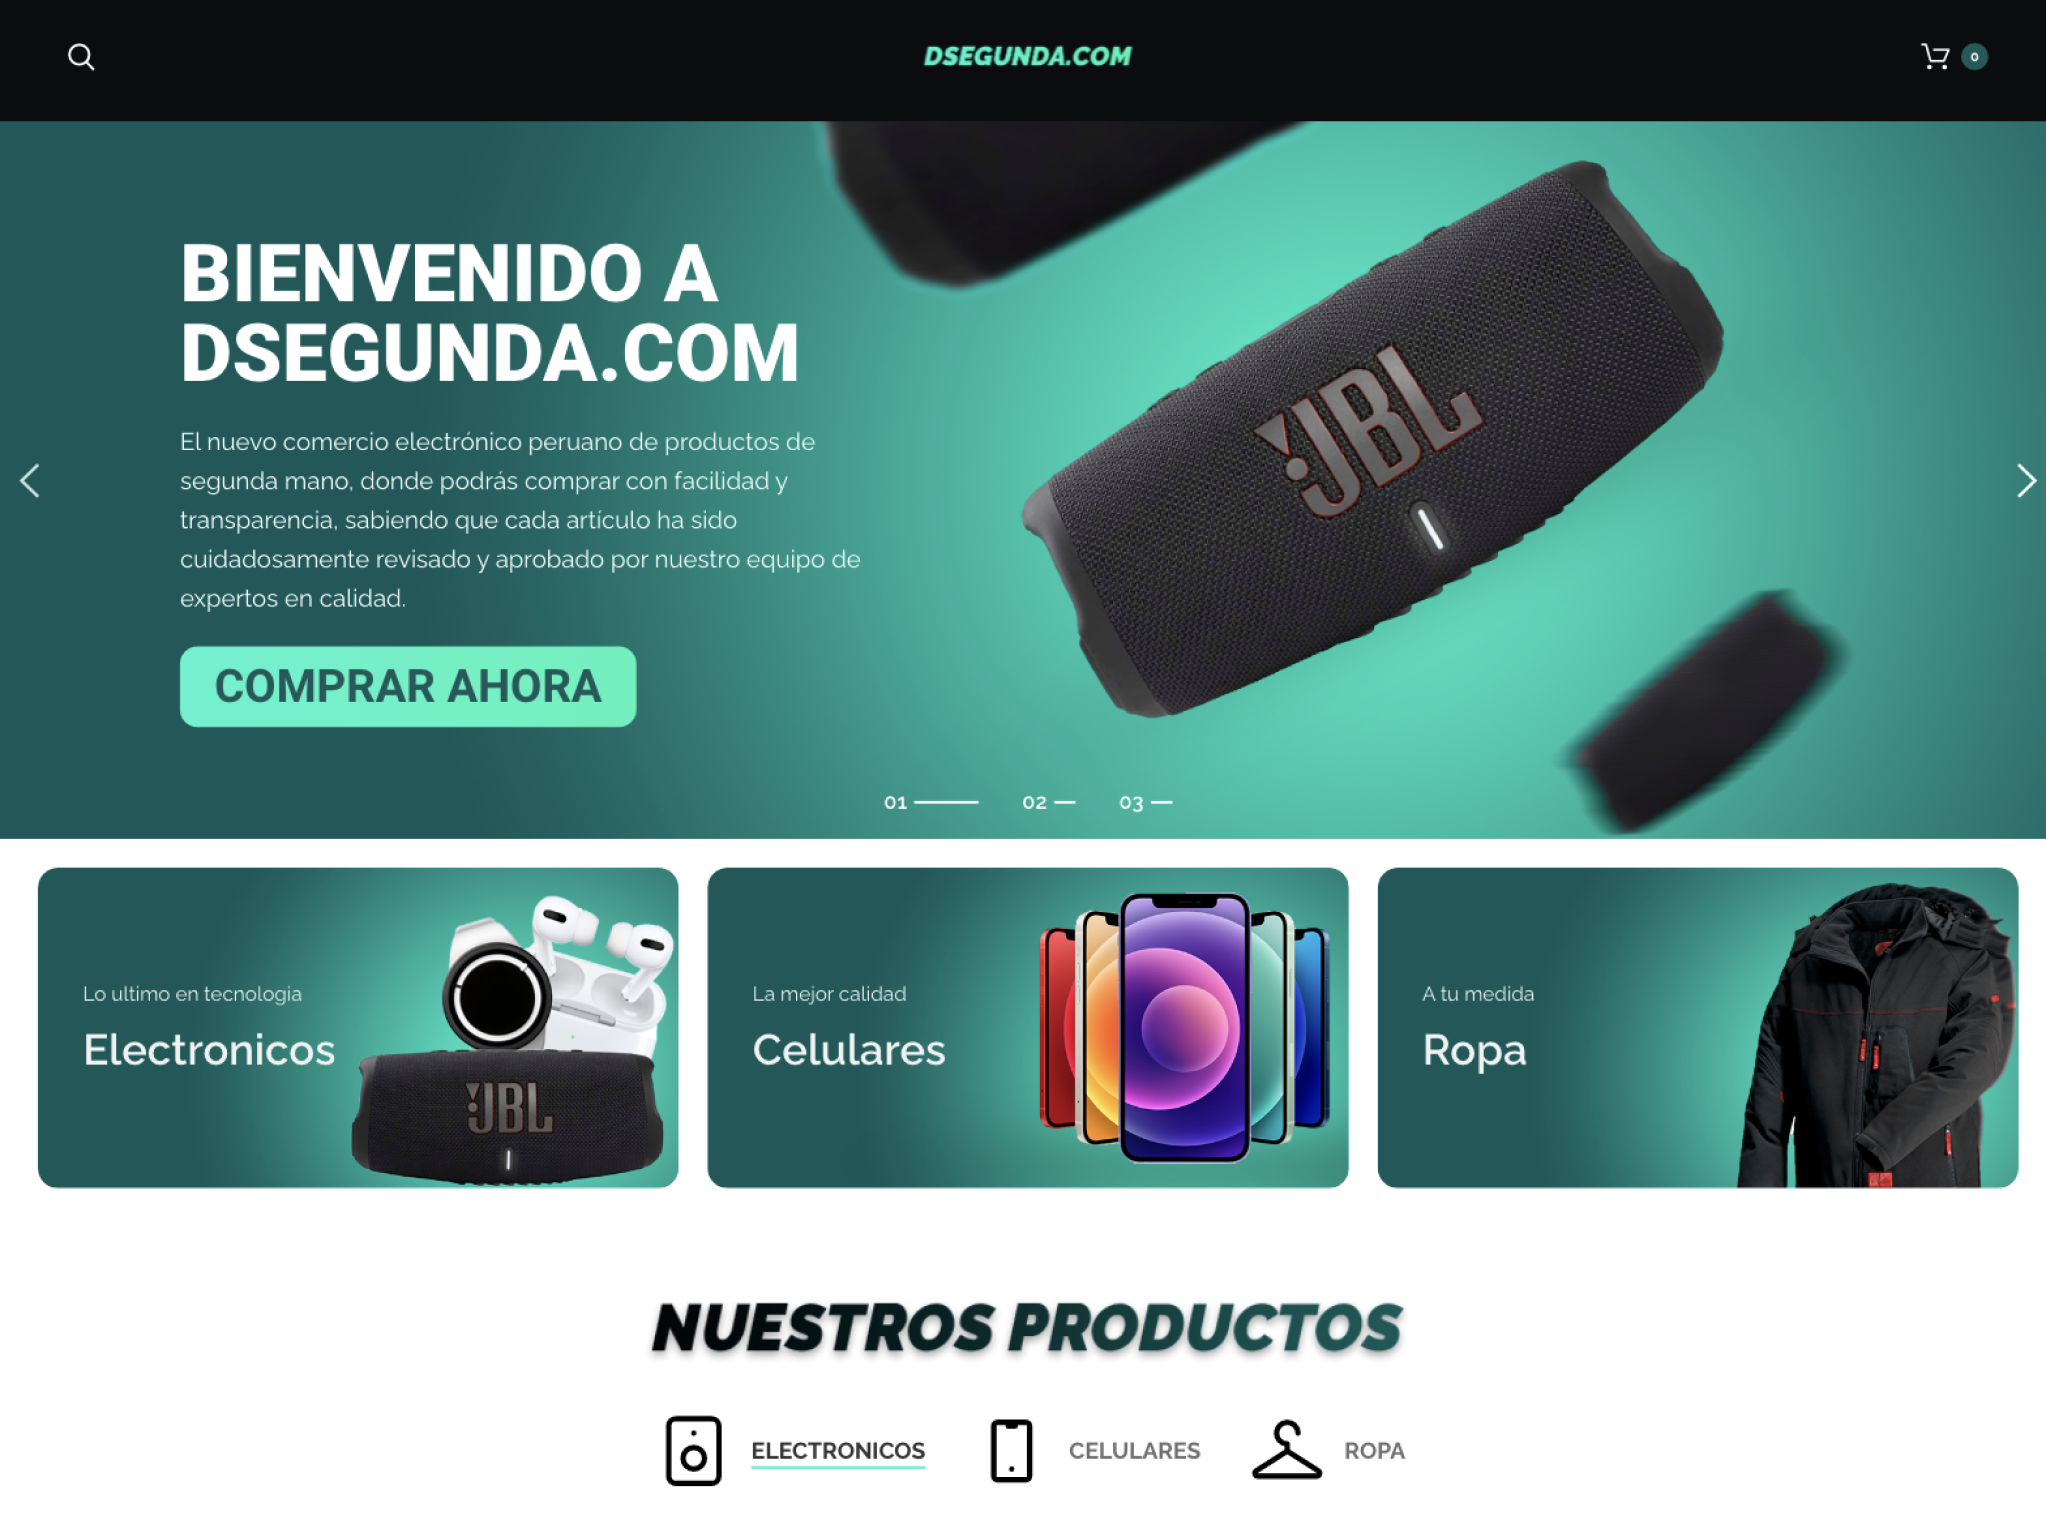 DSEGUNDA.COM
0
BIENVENIDO A
DSEGUNDA.COM
El nuevo comercio electrónico peruano de productos de
segunda mano, donde podrás comprar con facilidad y
transparencia, sabiendo que cada artículo ha sido
cuidadosamente revisado y aprobado por nuestro equipo de
expertos en calidad.
COMPRAR AHORA
JBL
01 02 03
Lo ultimo en tecnologia
Electronicos
JBL
La mejor calidad
Celulares
A tu medida
Ropa
NUESTROS PRODUCTOS
ELECTRONICOS
CELULARES
ROPA